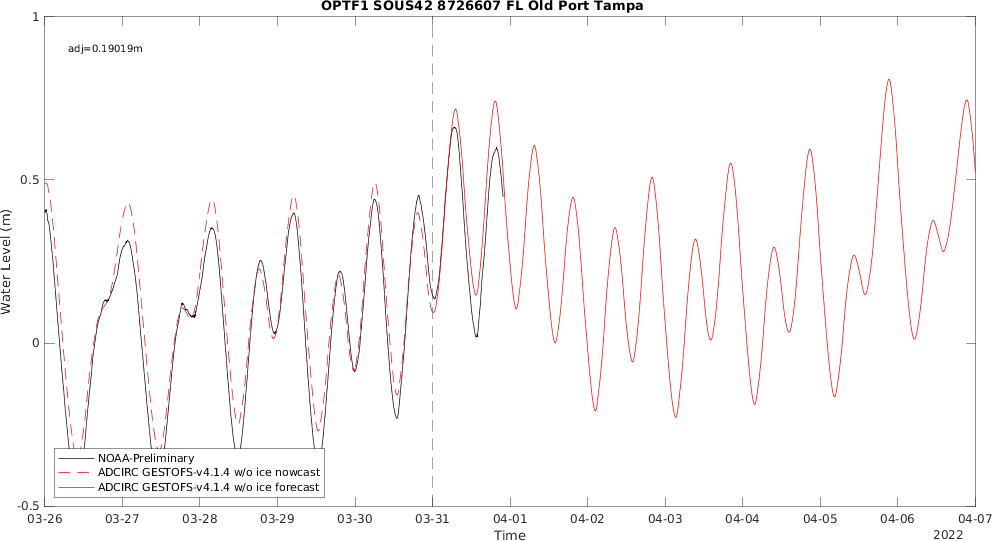 OPTF1 SOUS42 8726607 FL Old Port Tampa
adj=0.19019m
Water Level (m)
1
0.5
0
-0.5
NOAA-Preliminary
ADCIRC GESTOFS-v4.1.4 w/o ice nowcast
ADCIRC GESTOFS-v4.1.4 w/o ice forecast
03-26 03-27 03-28 03-29 03-30 03-31 04-01 04-02 04-03 04-04 04-05 04-06 04-07
Time
2022